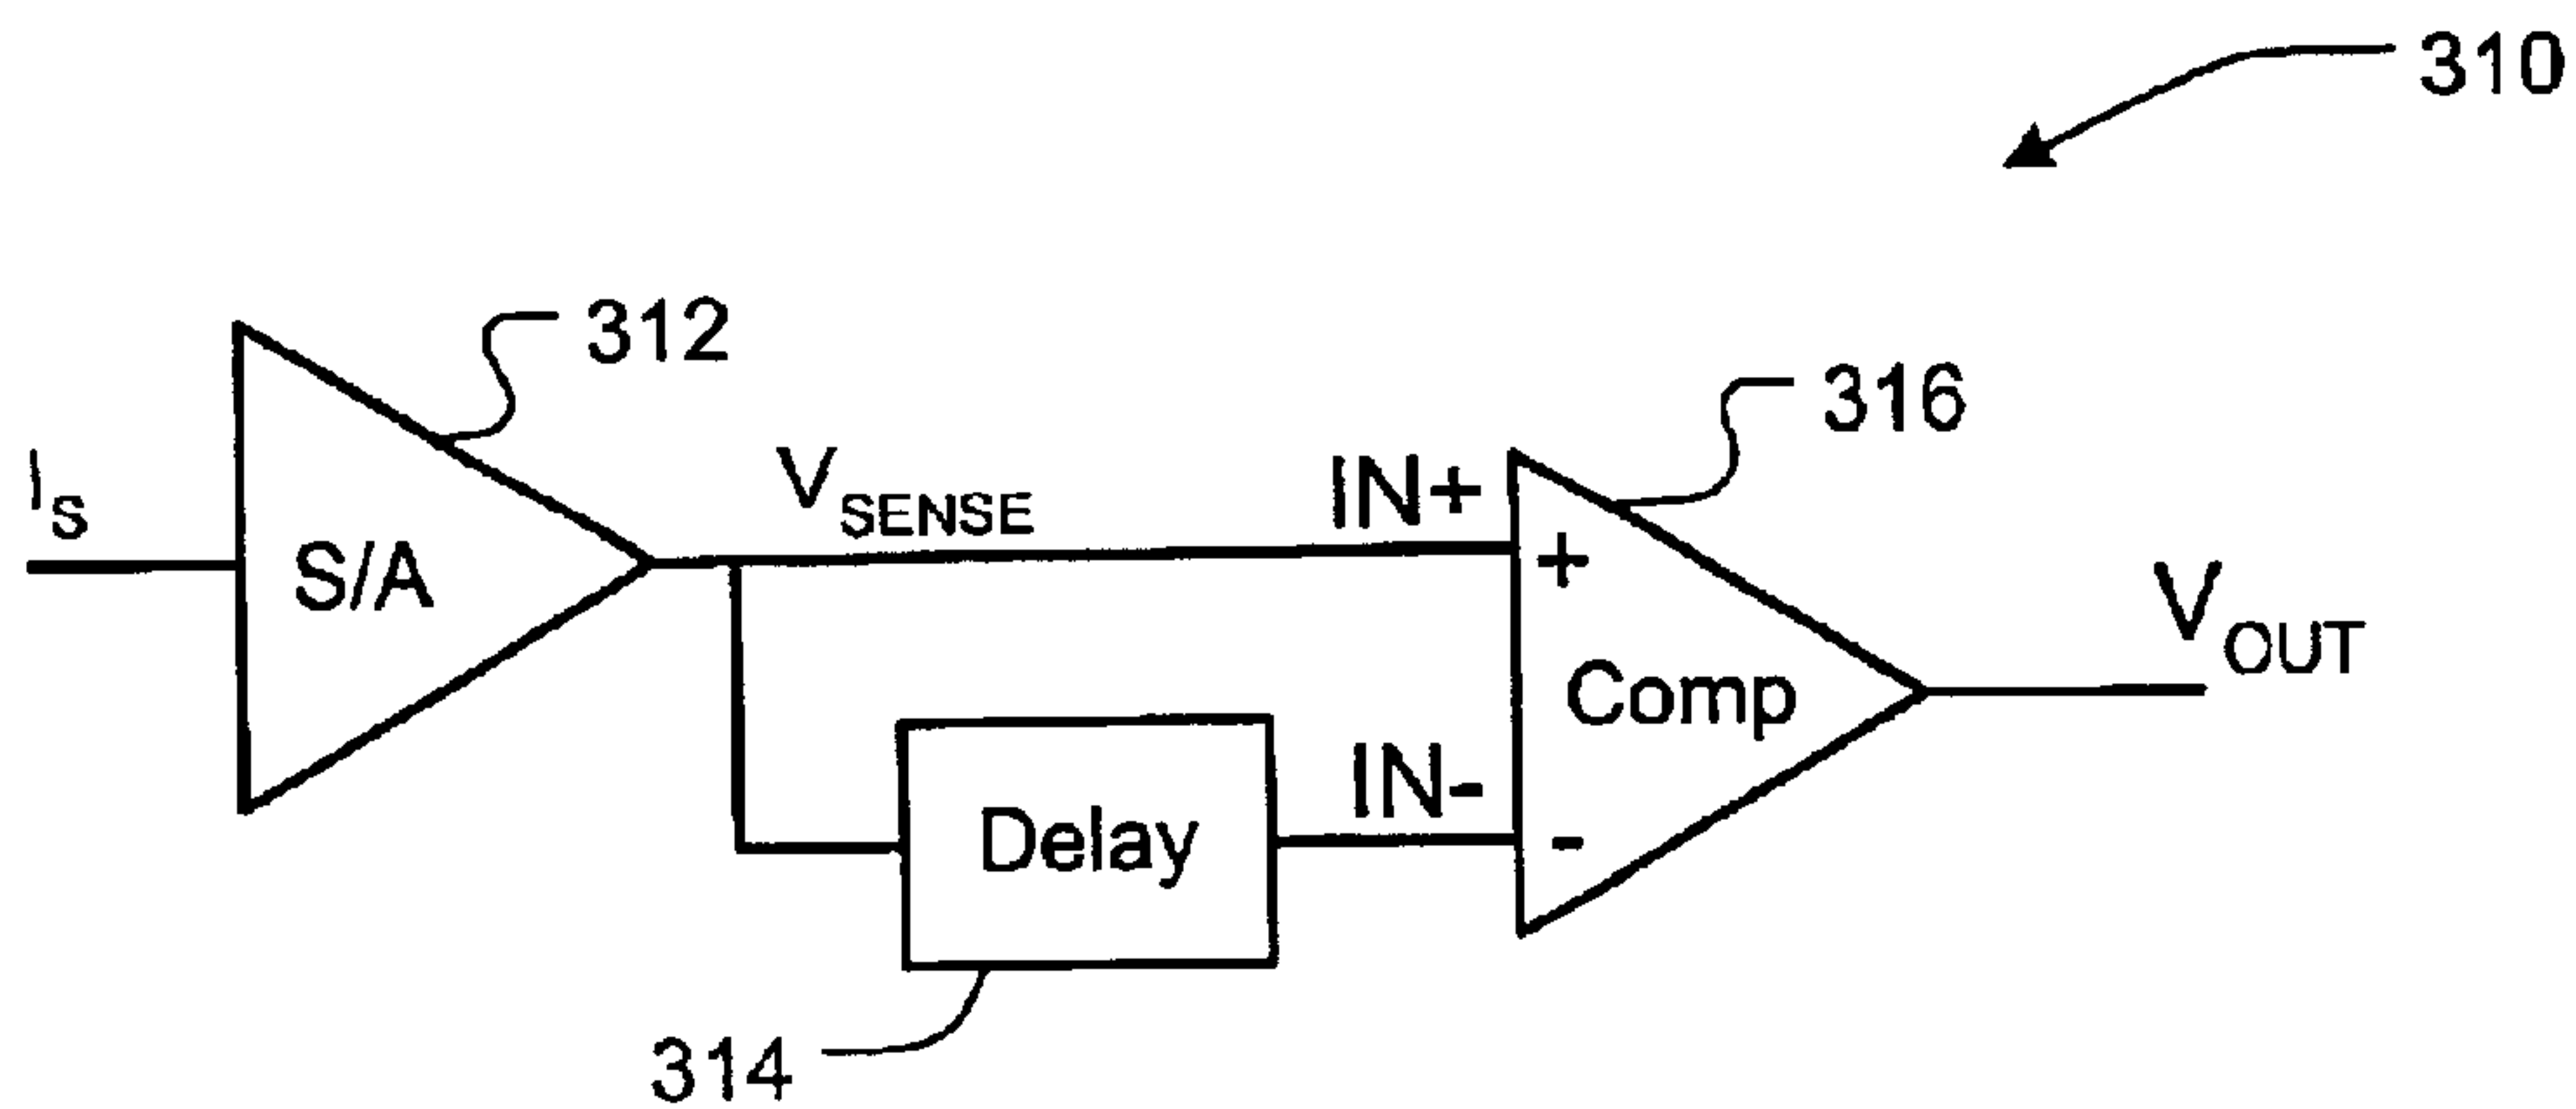 310
312
316
I_S
V_SENSE
IN+
S/A
+
V_OUT
Comp
IN-
Delay
-
314